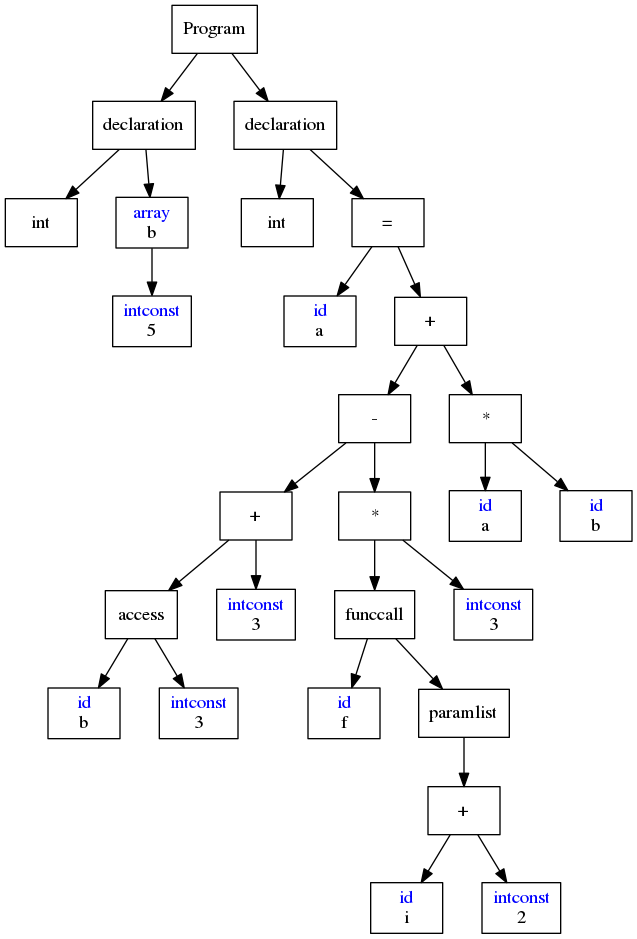 Program
declaration
declaration
int
array
b
int
=
intconst
5
id
a
+
-
*
+
*
id
a
id
b
access
intconst
3
funccall
intconst
3
id
b
intconst
3
id
f
paramlist
+
id
i
intconst
2